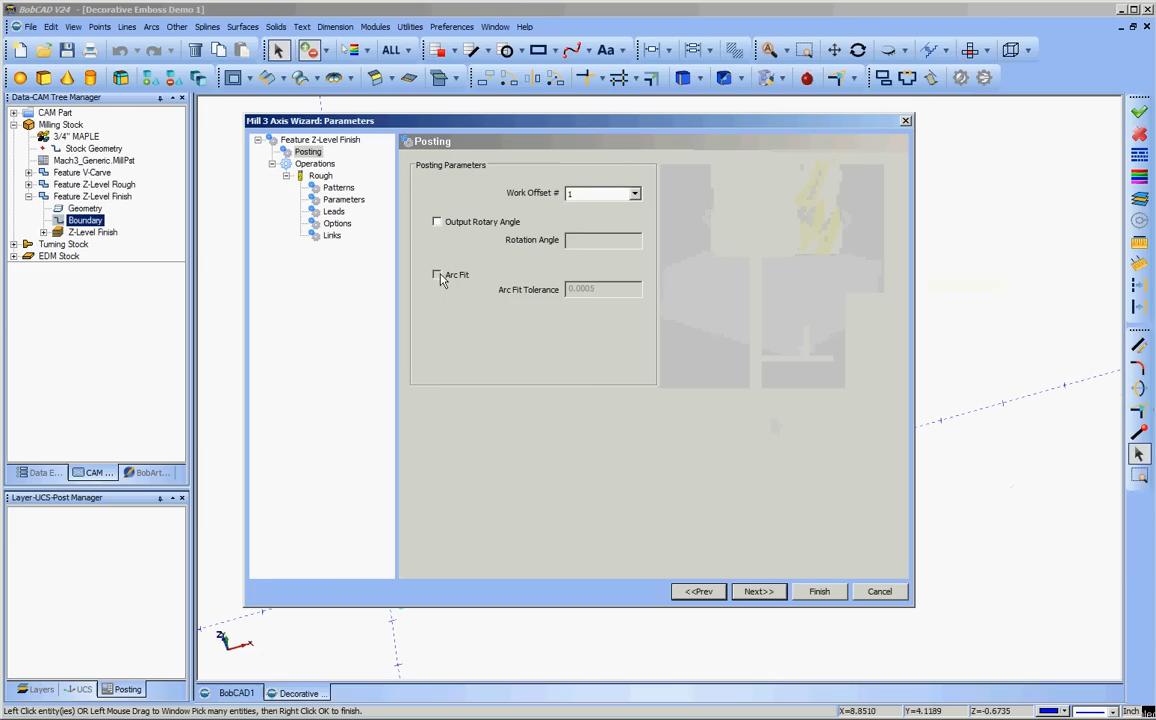 BobCAD V24 - [Decorative Emboss Demo 1]
File Edit View Points Lines Arcs Other Splines Surfaces Solids Text Dimension Modules Utilities Preferences Window Help
ALL
Aa
Data-CAM Tree Manager
CAM Part
Milling Stock
3/4" MAPLE
Stock Geometry
Mach3_Generic.MillPst
Feature V-Carve
Feature Z-Level Rough
Feature Z-Level Finish
Geometry
Boundary
Z-Level Finish
Turning Stock
EDM Stock
Data E... CAM ... BobArt...
Layer-UCS-Post Manager
Layers UCS Posting
Mill 3 Axis Wizard: Parameters
Feature Z-Level Finish
Posting
Operations
Rough
Patterns
Parameters
Leads
Options
Links
Posting
Posting Parameters
Work Offset # 1
Output Rotary Angle
Rotation Angle
Arc Fit
Arc Fit Tolerance 0.0005
<<Prev Next>> Finish Cancel
BobCAD1 Decorative ...
Left Click entity(ies) OR Left Mouse Drag to Window Pick many entities, then Right Click OK to finish. X=8.8510 Y=4.1189 Z=-0.6735 Inch